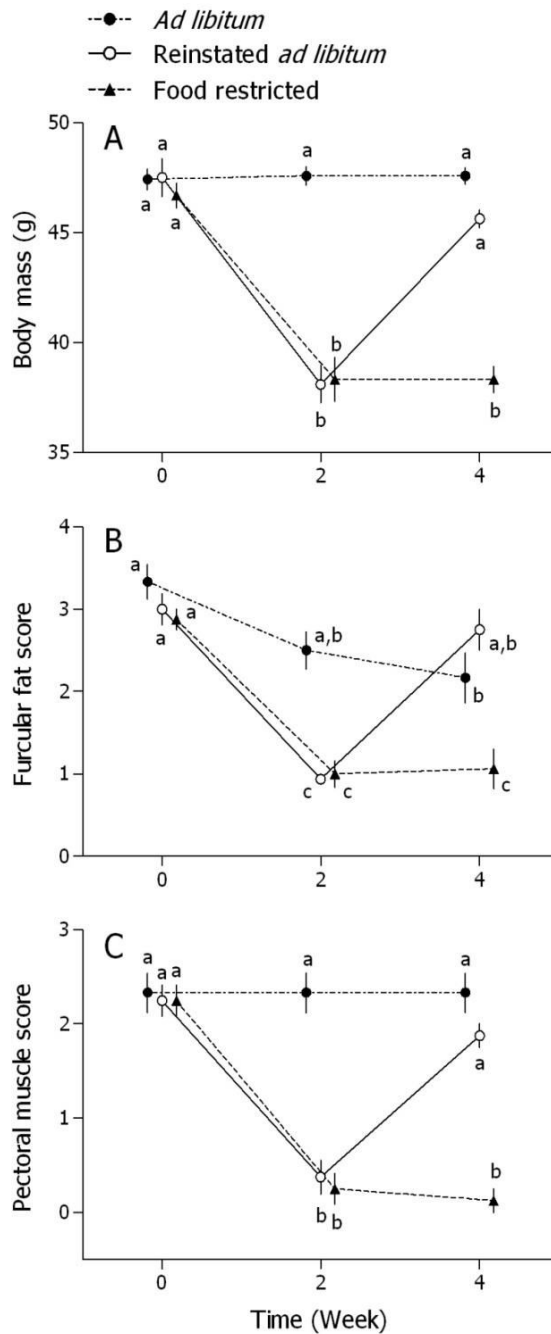 Ad libitum
Reinstated ad libitum
Food restricted
A
Body mass (g)
50
45
40
35
a
a
a
a
a
a
b
b
b
0
2
4
B
Furcular fat score
4
3
2
1
0
a
a
a
a,b
a,b
b
c
c
c
0
2
4
C
Pectoral muscle score
3
2
1
0
a
a
a
a
a
a
b
b
b
0
2
4
Time (Week)